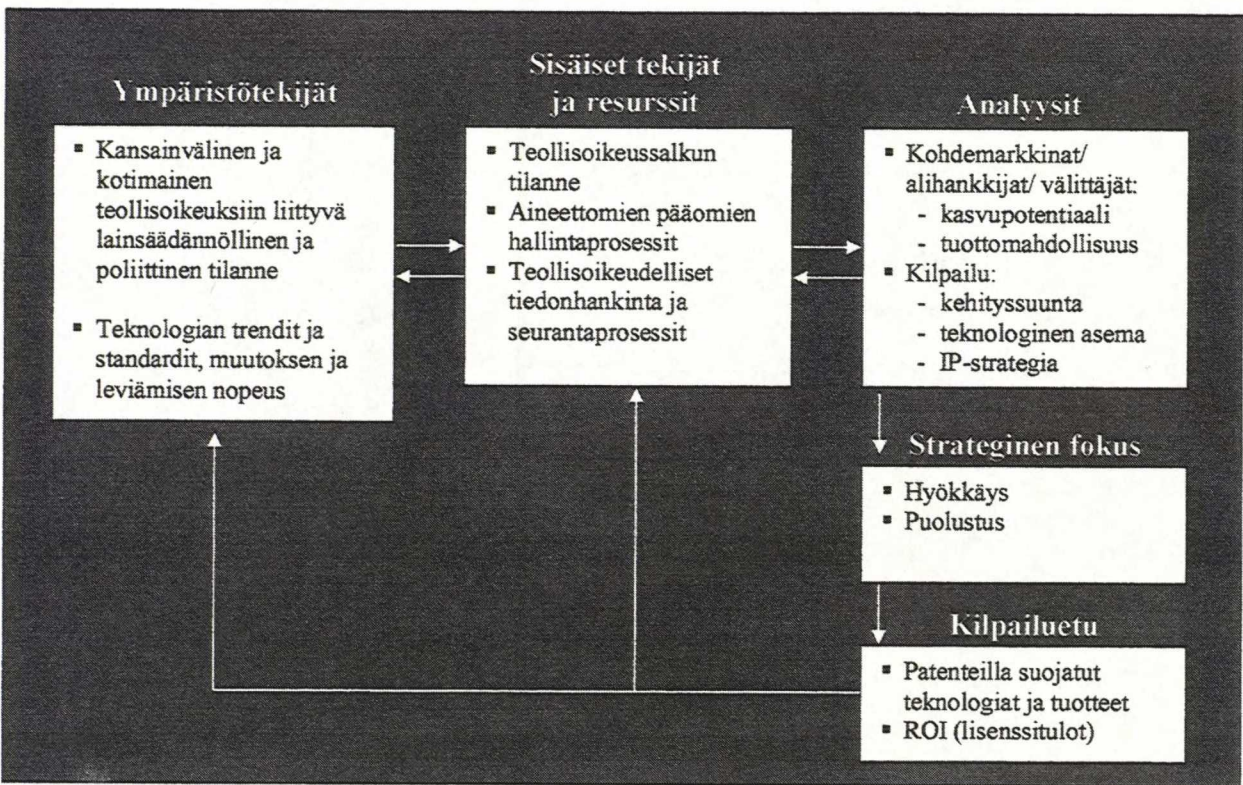 Ympäristötekijät
▪ Kansainvälinen ja
kotimainen
teollisoikeuksiin liittyvä
lainsäädännöllinen ja
poliittinen tilanne
▪ Teknologian trendit ja
standardit, muutoksen ja
leviämisen nopeus
Sisäiset tekijät
ja resurssit
▪ Teollisoikeussalkun
tilanne
▪ Aineettomien pääomien
hallintaprosessit
▪ Teollisoikeudelliset
tiedonhankinta ja
seurantaprosessit
Analyysit
▪ Kohdemarkkinat/
alihankkijat/ välittäjät:
- kasvupotentiaali
- tuottomahdollisuus
▪ Kilpailu:
- kehityssuunta
- teknologinen asema
- IP-strategia
Strateginen fokus
▪ Hyökkäys
▪ Puolustus
Kilpailuetu
▪ Patenteilla suojatut
teknologiat ja tuotteet
▪ ROI (lisenssitulot)